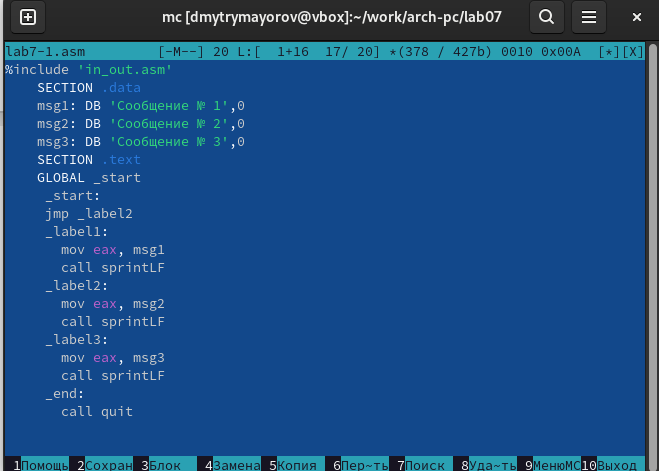 mc [dmytrymayorov@vbox]:~/work/arch-pc/lab07
lab7-1.asm [-M--] 20 L:[ 1+16 17/ 20] *(378 / 427b) 0010 0x00A [*][X]
%include 'in_out.asm'
SECTION .data
msg1: DB 'Сообщение № 1',0
msg2: DB 'Сообщение № 2',0
msg3: DB 'Сообщение № 3',0
SECTION .text
GLOBAL _start
_start:
jmp _label2
_label1:
mov eax, msg1
call sprintLF
_label2:
mov eax, msg2
call sprintLF
_label3:
mov eax, msg3
call sprintLF
_end:
call quit
1Помощь 2Сохран 3Блок 4Замена 5Копия 6Пер~ть 7Поиск 8Уда~ть 9МенюMC 10Выход